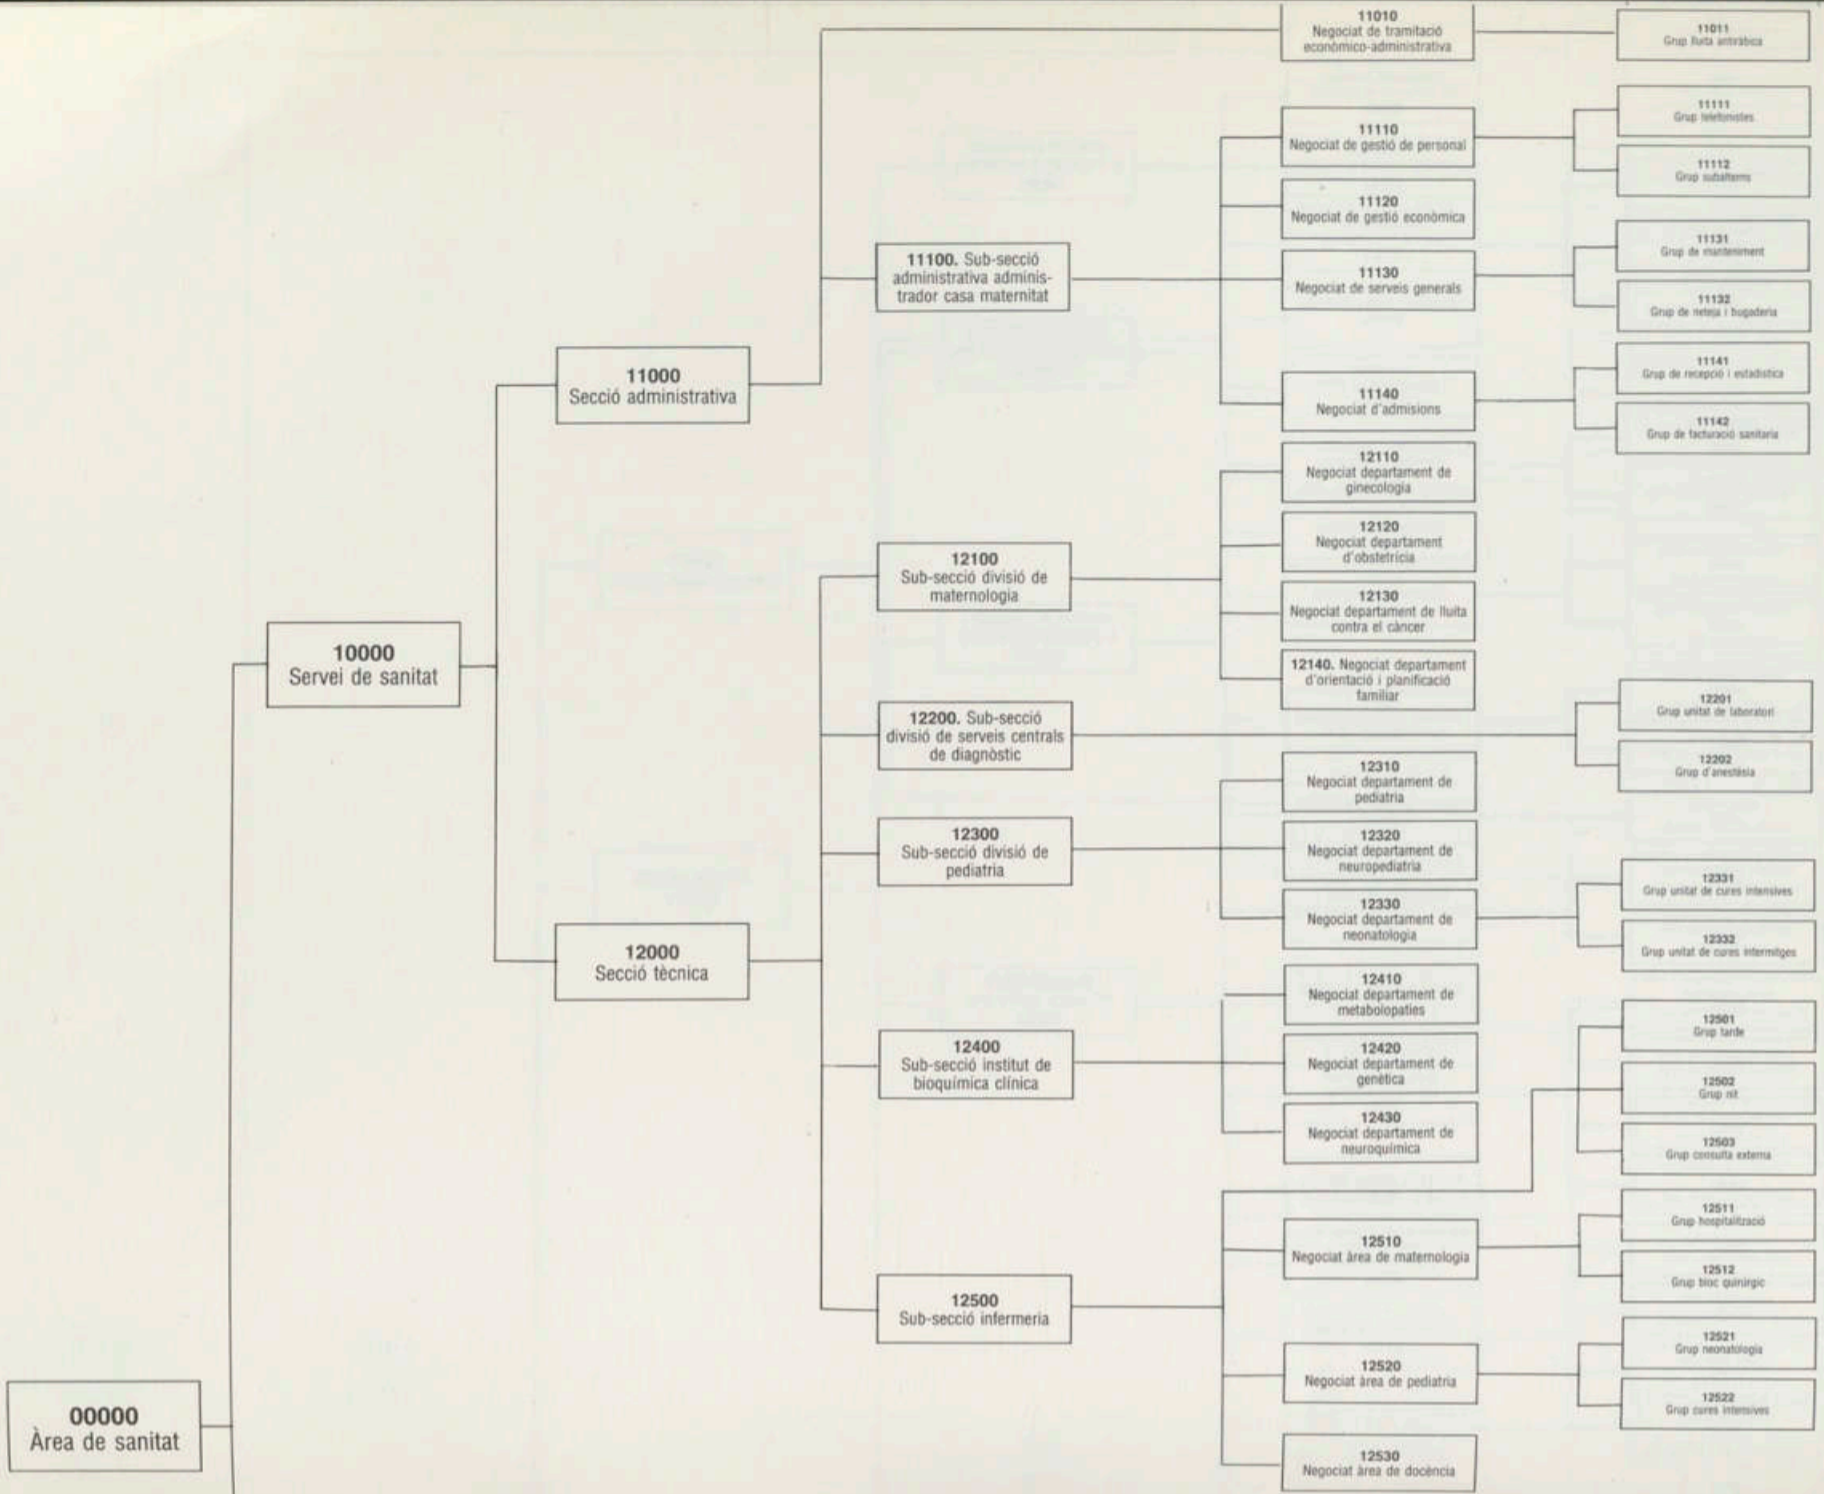 00000
Àrea de sanitat
10000
Servei de sanitat
11000
Secció administrativa
12000
Secció tècnica
11100. Sub-secció
administrativa adminis-
trador casa maternitat
12100
Sub-secció divisió de
maternologia
12200. Sub-secció
divisió de serveis centrals
de diagnòstic
12300
Sub-secció divisió de
pediatria
12400
Sub-secció institut de
bioquímica clínica
12500
Sub-secció infermeria
11010
Negociat de tramitació
econòmico-administrativa
11110
Negociat de gestió de personal
11120
Negociat de gestió econòmica
11130
Negociat de serveis generals
11140
Negociat d'admisions
12110
Negociat departament de
ginecologia
12120
Negociat departament
d'obstetrícia
12130
Negociat departament de lluita
contra el càncer
12140. Negociat departament
d'orientació i planificació
familiar
12310
Negociat departament de
pediatria
12320
Negociat departament de
neuropediatria
12330
Negociat departament de
neonatologia
12410
Negociat departament de
metabolopaties
12420
Negociat departament de
genètica
12430
Negociat departament de
neuroquímica
12510
Negociat àrea de maternologia
12520
Negociat àrea de pediatria
12530
Negociat àrea de docència
11011
Grup lluita antiràbica
11111
Grup telefonistes
11112
Grup subalterns
11131
Grup de manteniment
11132
Grup de neteja i bugaderia
11141
Grup de recepció i estadística
11142
Grup de facturació sanitaria
12201
Grup unitat de laboratori
12202
Grup d'anestèsia
12331
Grup unitat de cures intensives
12332
Grup unitat de cures intermitges
12501
Grup tarde
12502
Grup nit
12503
Grup consulta externa
12511
Grup hospitalització
12512
Grup bloc quirúrgic
12521
Grup neonatologia
12522
Grup cures intensives